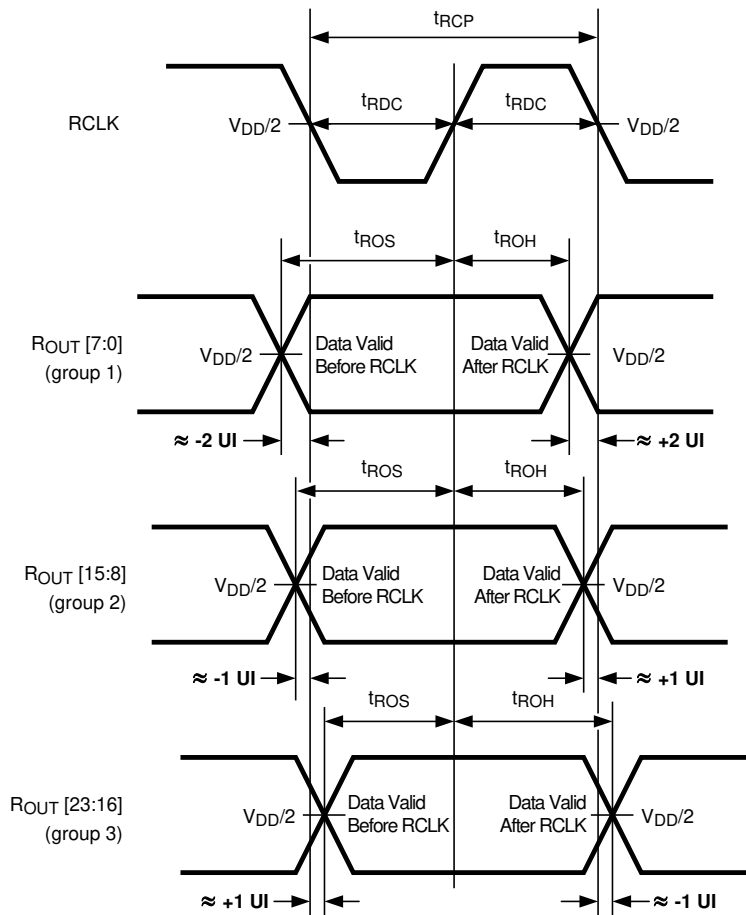 tRCP
tRDC tRDC
RCLK VDD/2 VDD/2
tROS tROH
ROUT [7:0]
(group 1)
VDD/2 Data Valid
Before RCLK
Data Valid
After RCLK
VDD/2
≈ -2 UI ≈ +2 UI
tROS tROH
ROUT [15:8]
(group 2)
VDD/2 Data Valid
Before RCLK
Data Valid
After RCLK
VDD/2
≈ -1 UI ≈ +1 UI
tROS tROH
ROUT [23:16]
(group 3)
VDD/2 Data Valid
Before RCLK
Data Valid
After RCLK
VDD/2
≈ +1 UI ≈ -1 UI